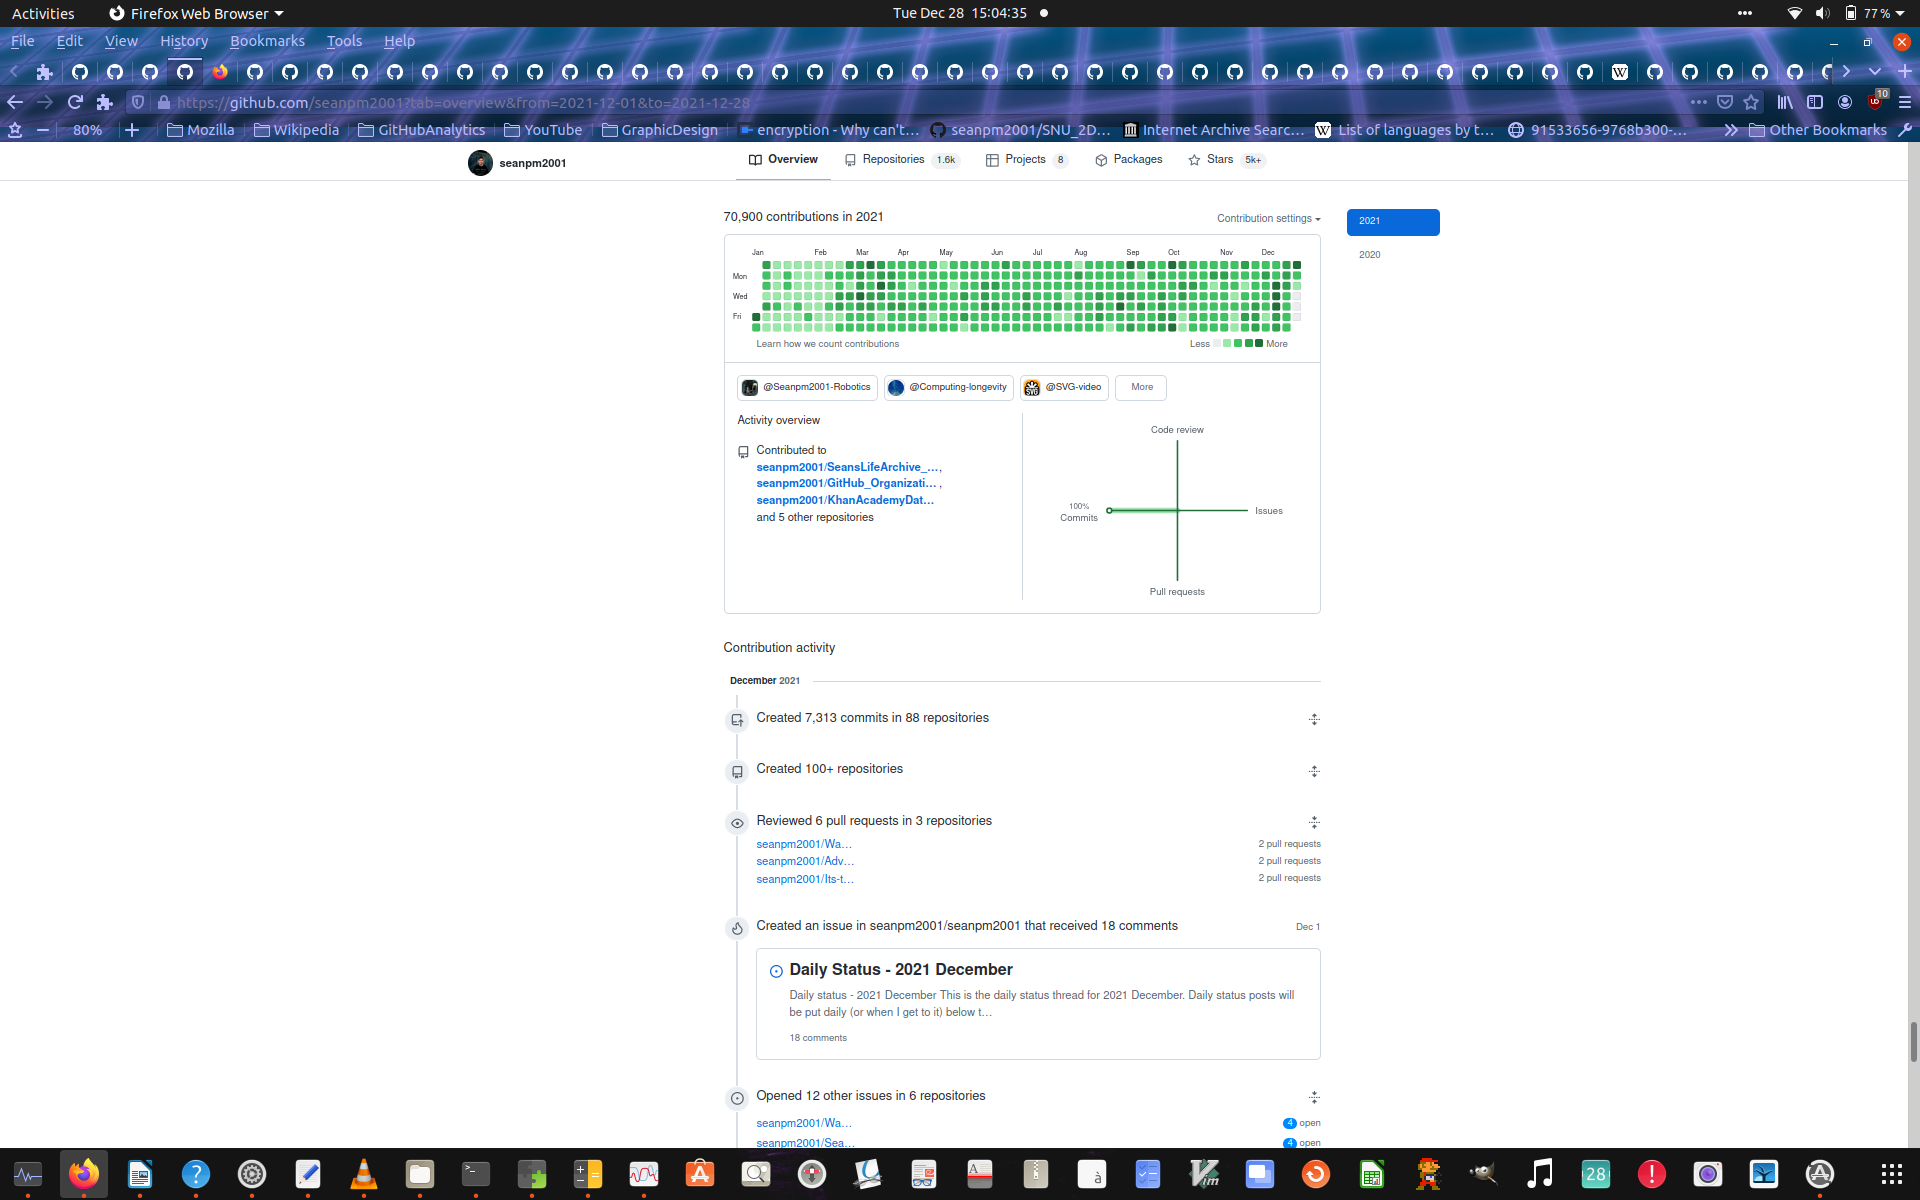 Activities
Firefox Web Browser
Tue Dec 28 15:04:35
77 %
File Edit View History Bookmarks Tools Help
https://github.com/seanpm2001?tab=overview&from=2021-12-01&to=2021-12-28
10
80%
Mozilla
Wikipedia
GitHubAnalytics
YouTube
GraphicDesign
encryption - Why can't…
seanpm2001/SNU_2D…
Internet Archive Searc…
List of languages by t…
91533656-9768b300-…
Other Bookmarks
seanpm2001
Overview
Repositories 1.6k
Projects 8
Packages
Stars 5k+
70,900 contributions in 2021
Contribution settings
2021
2020
Jan Feb Mar Apr May Jun Jul Aug Sep Oct Nov Dec
Mon
Wed
Fri
Learn how we count contributions
Less More
@Seanpm2001-Robotics
@Computing-longevity
@SVG-video
More
Activity overview
Contributed to
seanpm2001/SeansLifeArchive_…,
seanpm2001/GitHub_Organizati… ,
seanpm2001/KhanAcademyDat…
and 5 other repositories
Code review
100%
Commits
Issues
Pull requests
Contribution activity
December 2021
Created 7,313 commits in 88 repositories
Created 100+ repositories
Reviewed 6 pull requests in 3 repositories
seanpm2001/Wa… 2 pull requests
seanpm2001/Adv… 2 pull requests
seanpm2001/Its-t… 2 pull requests
Created an issue in seanpm2001/seanpm2001 that received 18 comments Dec 1
Daily Status - 2021 December
Daily status - 2021 December This is the daily status thread for 2021 December. Daily status posts will
be put daily (or when I get to it) below t…
18 comments
Opened 12 other issues in 6 repositories
seanpm2001/Wa… 4 open
seanpm2001/Sea… 4 open
28